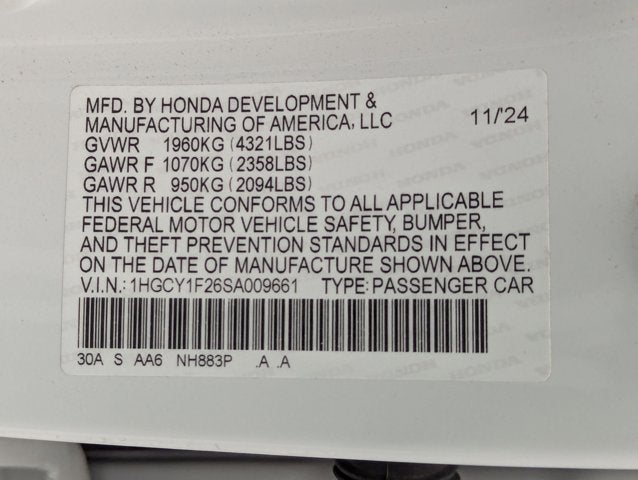 MFD. BY HONDA DEVELOPMENT &
MANUFACTURING OF AMERICA, LLC 11/'24
GVWR 1960KG (4321LBS)
GAWR F 1070KG (2358LBS)
GAWR R 950KG (2094LBS)
THIS VEHICLE CONFORMS TO ALL APPLICABLE
FEDERAL MOTOR VEHICLE SAFETY, BUMPER,
AND THEFT PREVENTION STANDARDS IN EFFECT
ON THE DATE OF MANUFACTURE SHOWN ABOVE.
V.I.N.: 1HGCY1F26SA009661 TYPE: PASSENGER CAR
30A S AA6 NH883P .A .A